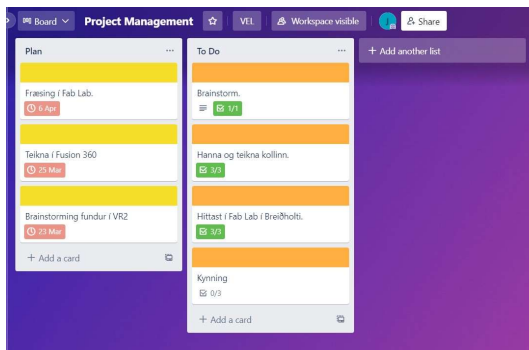 Board
Project Management
VEL
Workspace visible
Share
Plan
Fræsing í Fab Lab.
6 Apr
Teikna í Fusion 360
25 Mar
Brainstorming fundur í VR2
23 Mar
+ Add a card
To Do
Brainstorm.
1/1
Hanna og teikna kollinn.
3/3
Hittast í Fab Lab í Breiðholti.
3/3
Kynning
0/3
+ Add a card
+ Add another list